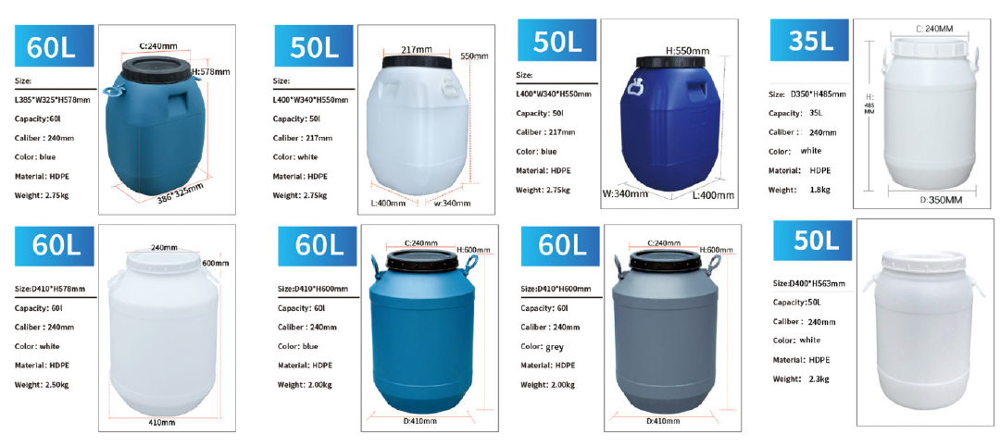 60L
Size:
L385*W325*H578mm
Capacity:60l
Caliber : 240mm
Color: blue
Material: HDPE
Weight: 2.75kg
C:240mm
H:578mm
386*325mm
50L
Size:
L400*W340*H550mm
Capacity: 50l
Caliber : 217mm
Color: white
Material: HDPE
Weight: 2.75kg
217mm
550mm
L:400mm
w:340mm
50L
Size:
L400*W340*H550mm
Capacity: 50l
Caliber : 217mm
Color: blue
Material: HDPE
Weight: 2.75kg
H:550mm
W:340mm
L:400mm
35L
Size: D350*H485mm
Capacity: 35L
Caliber : 240mm
Color: white
Material: HDPE
Weight: 1.8kg
C: 240MM
H:
485
MM
D:350MM
60L
Size:D410*H578mm
Capacity: 60l
Caliber : 240mm
Color: white
Material: HDPE
Weight: 2.50kg
240mm
600mm
410mm
60L
Size:D410*H600mm
Capacity: 60l
Caliber : 240mm
Color: blue
Material: HDPE
Weight: 2.00kg
C:240mm
H:600mm
D:410mm
60L
Size:D410*H600mm
Capacity: 60l
Caliber : 240mm
Color: grey
Material: HDPE
Weight: 2.00kg
C:240mm
H:600mm
D:410mm
50L
Size:D400*H563mm
Capacity:50L
Caliber : 240mm
Color: white
Material: HDPE
Weight: 2.3kg